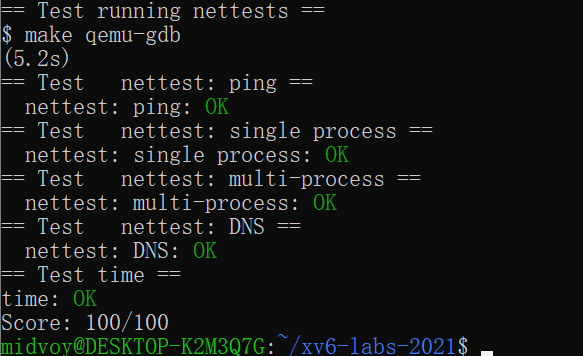 == Test running nettests ==
$ make qemu-gdb
(5.2s)
== Test   nettest: ping ==
  nettest: ping: OK
== Test   nettest: single process ==
  nettest: single process: OK
== Test   nettest: multi-process ==
  nettest: multi-process: OK
== Test   nettest: DNS ==
  nettest: DNS: OK
== Test time ==
time: OK
Score: 100/100
midvoy@DESKTOP-K2M3Q7G:~/xv6-labs-2021$